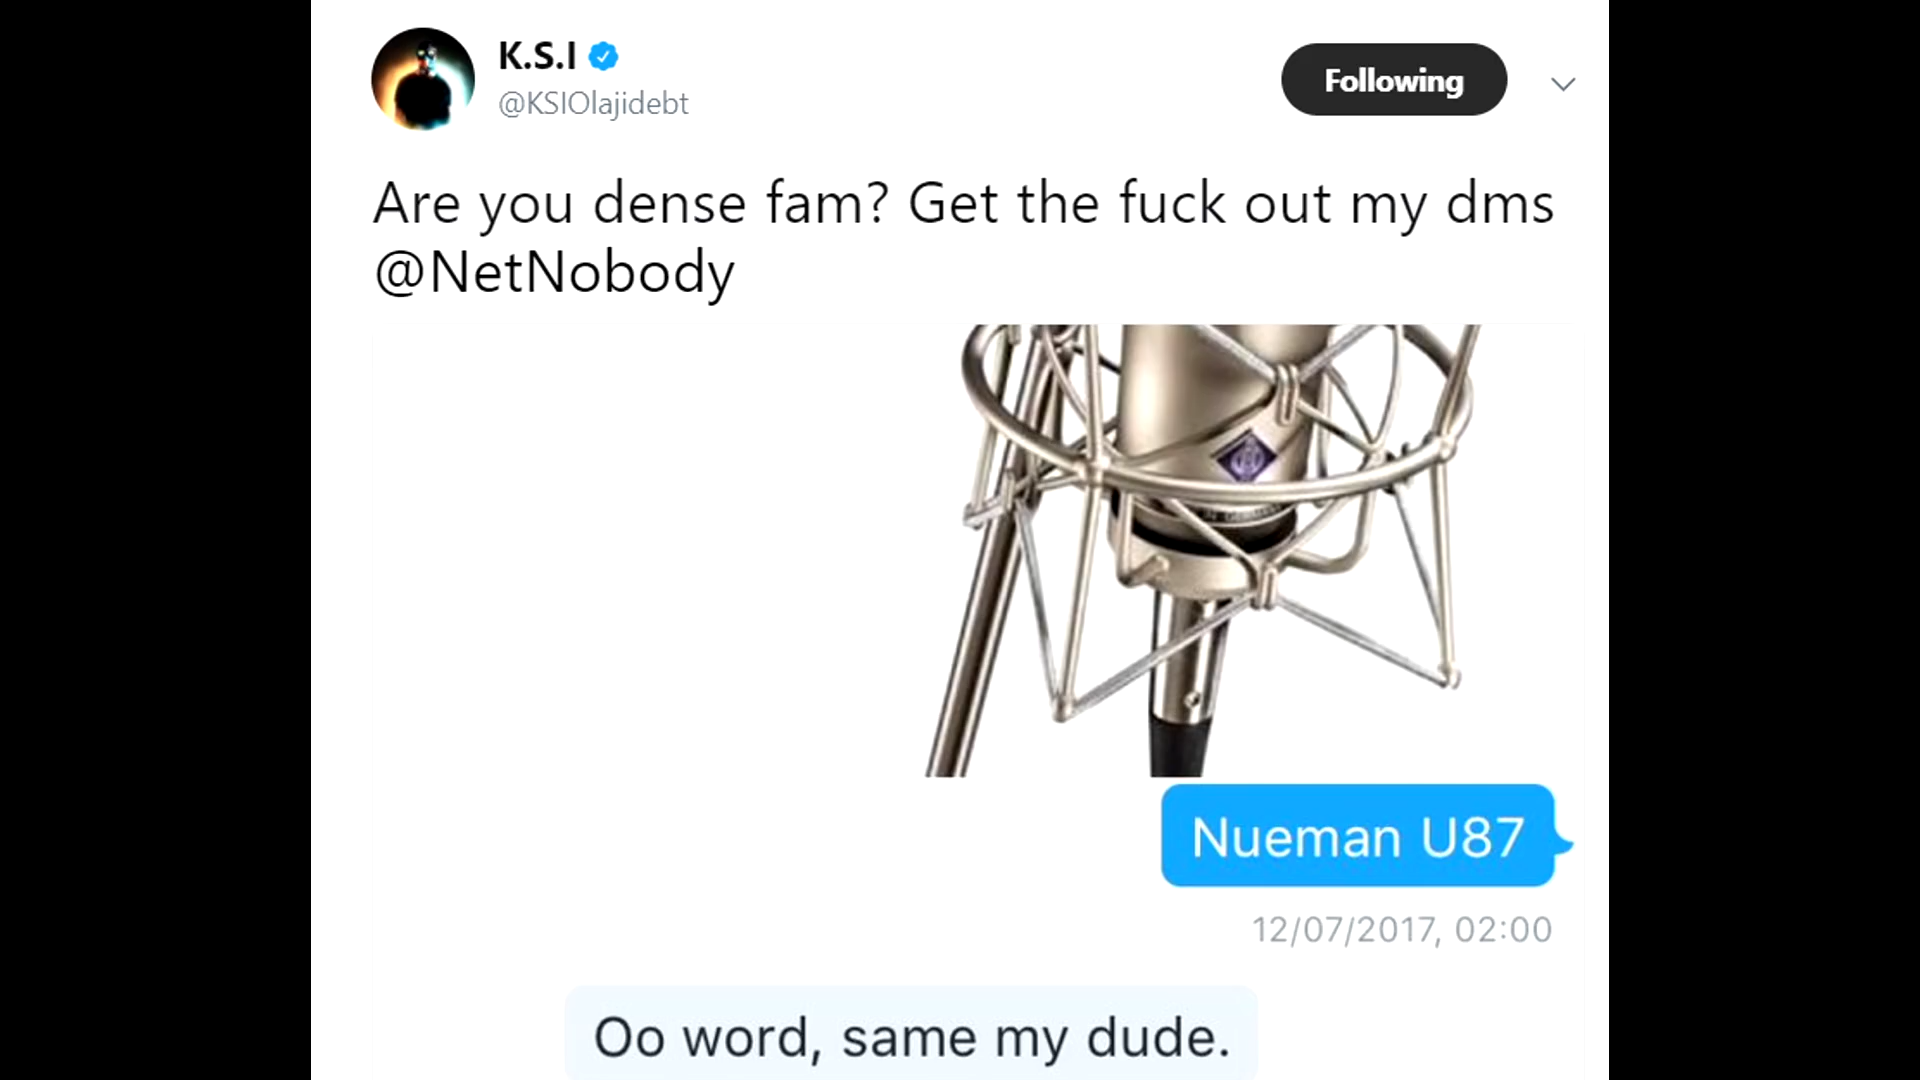 K.S.I
@KSIOlajidebt
Following
Are you dense fam? Get the fuck out my dms
@NetNobody
Nueman U87
12/07/2017, 02:00
Oo word, same my dude.